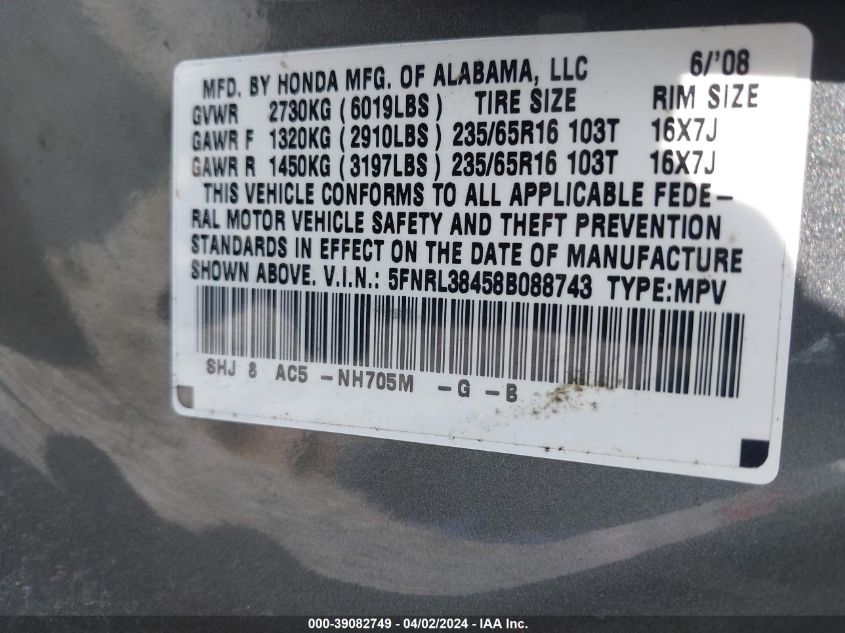 MFD. BY HONDA MFG. OF ALABAMA, LLC 6/'08
GVWR 2730KG (6019LBS) TIRE SIZE RIM SIZE
GAWR F 1320KG (2910LBS) 235/65R16 103T 16X7J
GAWR R 1450KG (3197LBS) 235/65R16 103T 16X7J
THIS VEHICLE CONFORMS TO ALL APPLICABLE FEDE-
RAL MOTOR VEHICLE SAFETY AND THEFT PREVENTION
STANDARDS IN EFFECT ON THE DATE OF MANUFACTURE
SHOWN ABOVE. V.I.N.: 5FNRL38458B088743 TYPE:MPV
SHJ 8 AC5 -NH705M -G -B
000-39082749 - 04/02/2024 - IAAI.com